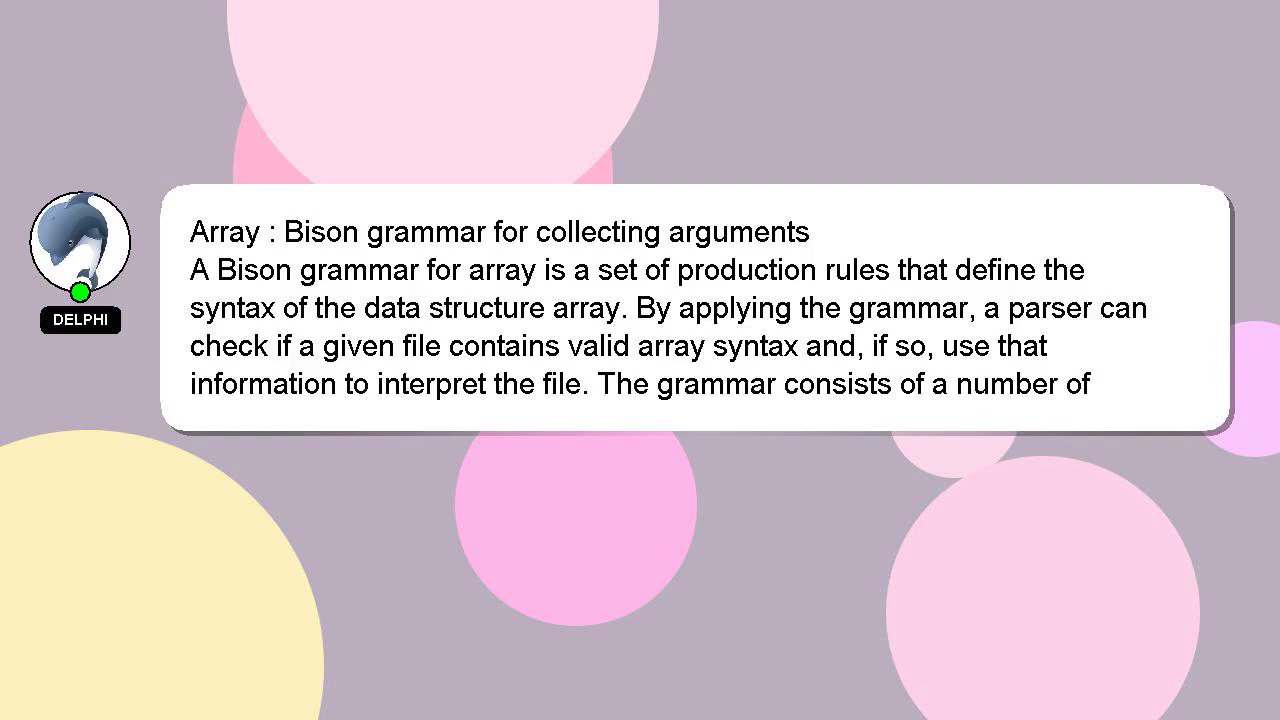 Array : Bison grammar for collecting arguments
A Bison grammar for array is a set of production rules that define the
syntax of the data structure array. By applying the grammar, a parser can
check if a given file contains valid array syntax and, if so, use that
information to interpret the file. The grammar consists of a number of
DELPHI